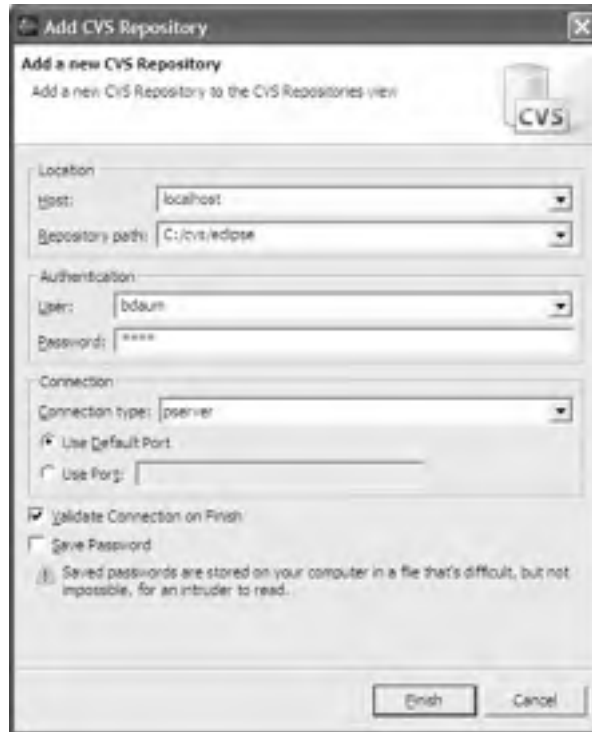 Add CVS Repository
Add a new CVS Repository
Add a new CVS Repository to the CVS Repositories view
CVS
Location
Host: localhost
Repository path: C:/cvs/eclipse
Authentication
User: bdaum
Password: ****
Connection
Connection type: pserver
Use Default Port
Use Port:
Validate Connection on Finish
Save Password
Saved passwords are stored on your computer in a file that's difficult, but not
impossible, for an intruder to read.
Finish Cancel